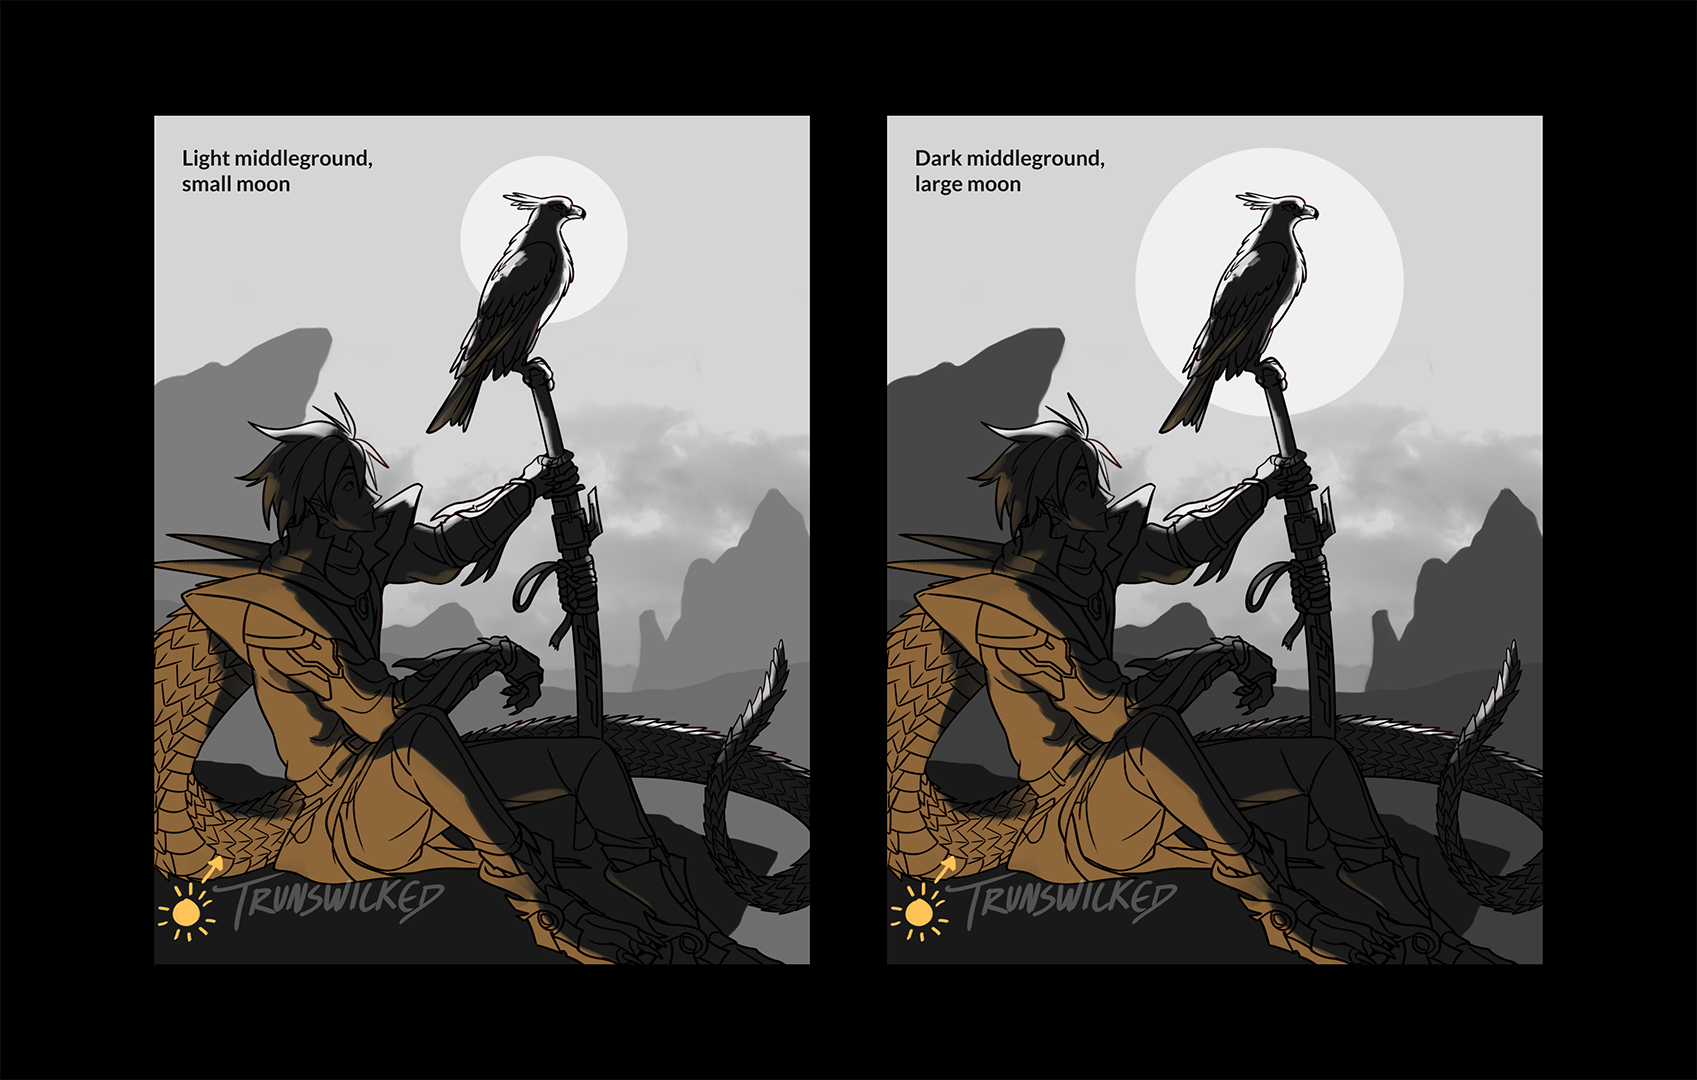 Light middleground,
small moon
TRUNSWICKED
Dark middleground,
large moon
TRUNSWICKED